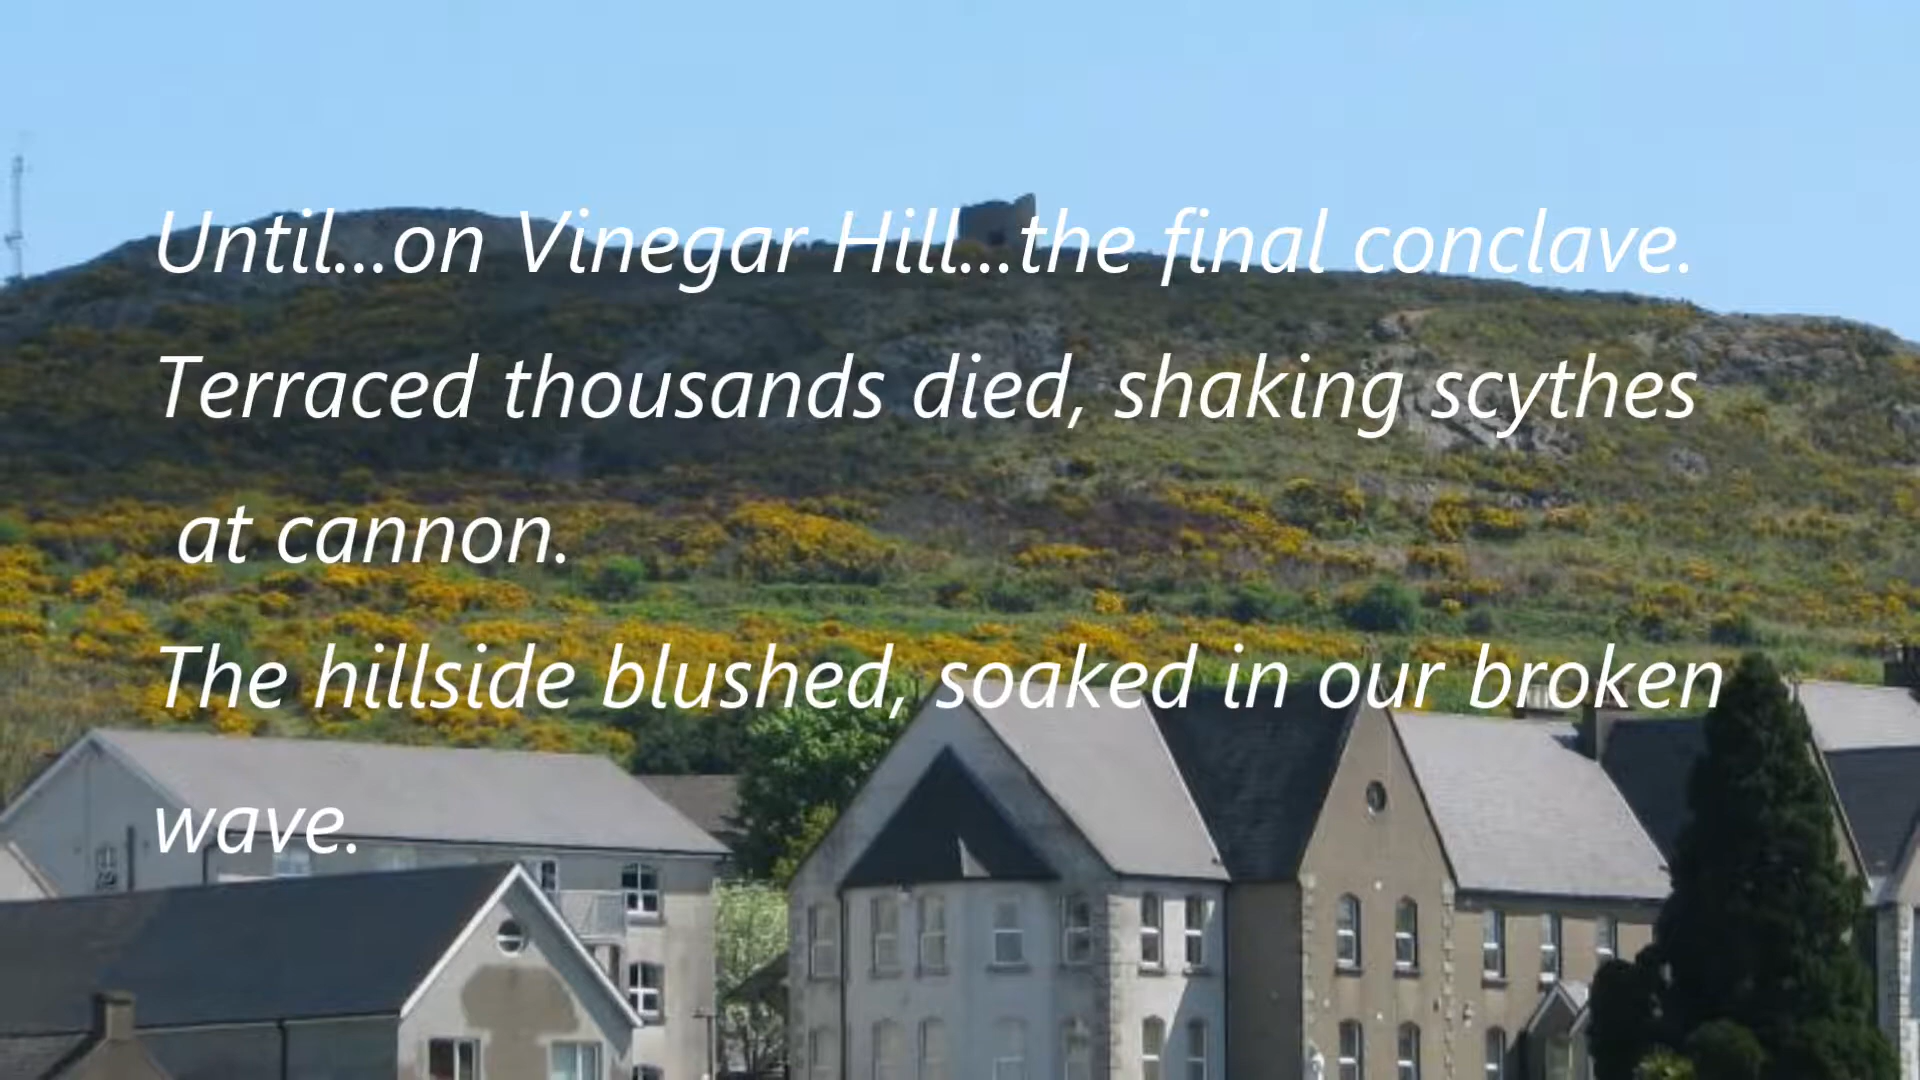 Until...on Vinegar Hill...the final conclave.
Terraced thousands died, shaking scythes
at cannon.
The hillside blushed, soaked in our broken
wave.